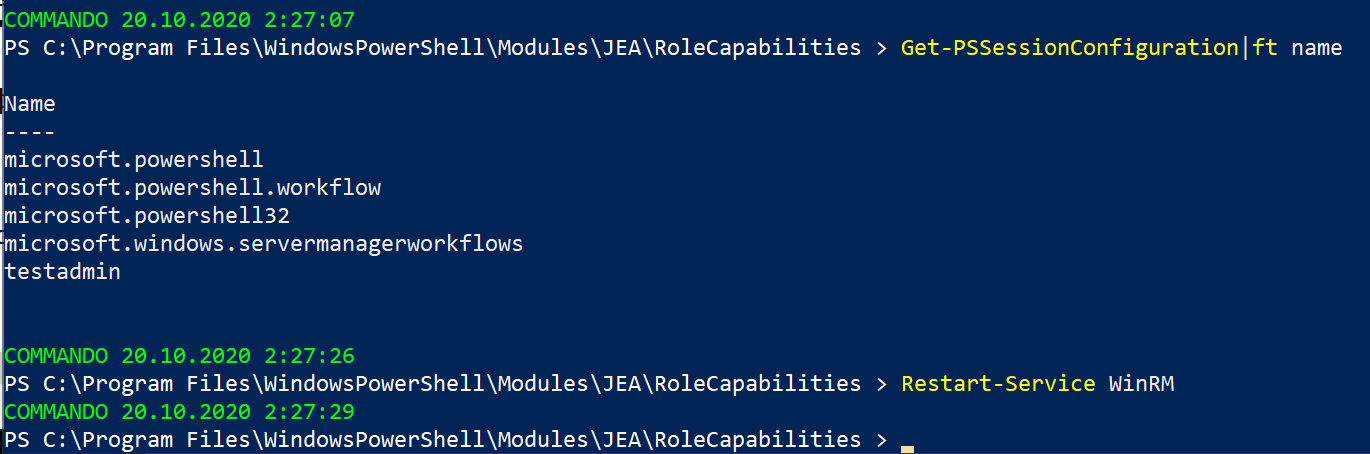 COMMANDO 20.10.2020 2:27:07
PS C:\Program Files\WindowsPowerShell\Modules\JEA\RoleCapabilities > Get-PSSessionConfiguration|ft name
Name
----
microsoft.powershell
microsoft.powershell.workflow
microsoft.powershell32
microsoft.windows.servermanagerworkflows
testadmin
COMMANDO 20.10.2020 2:27:26
PS C:\Program Files\WindowsPowerShell\Modules\JEA\RoleCapabilities > Restart-Service WinRM
COMMANDO 20.10.2020 2:27:29
PS C:\Program Files\WindowsPowerShell\Modules\JEA\RoleCapabilities > _